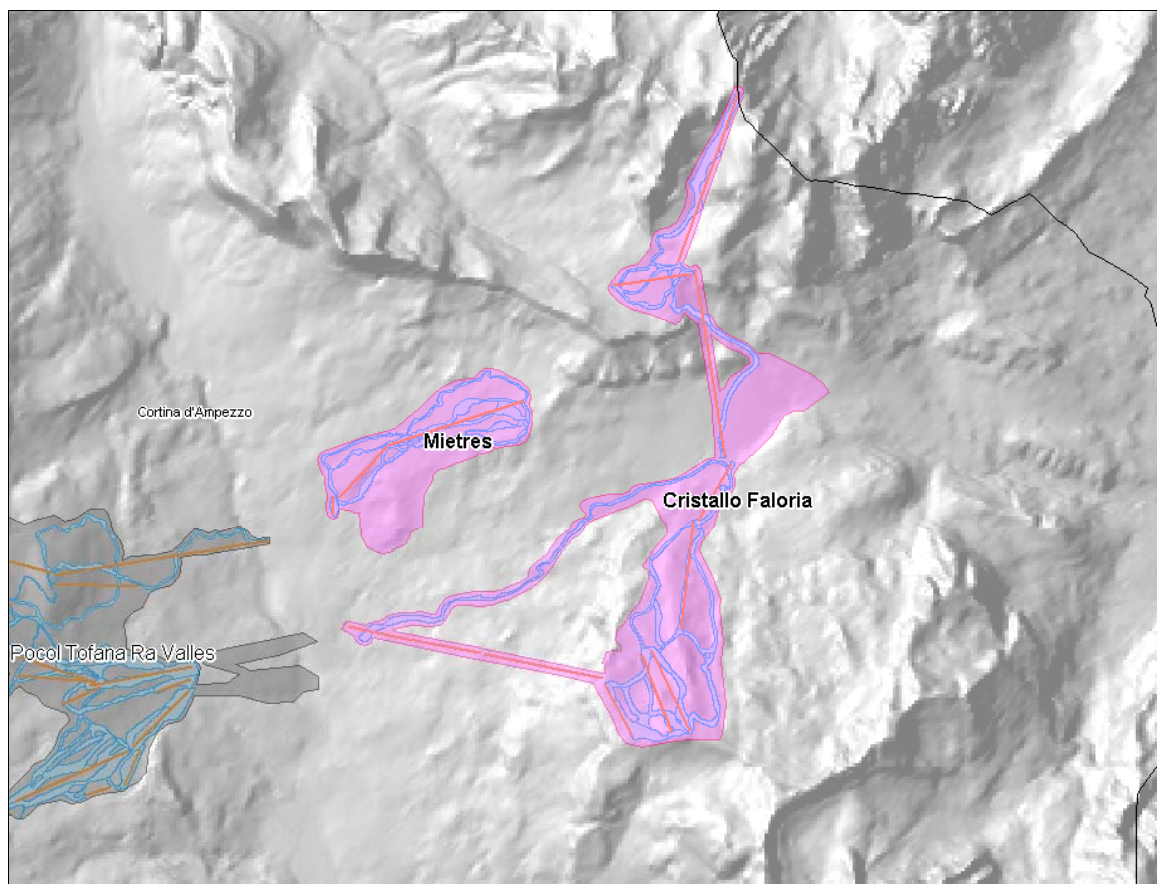 Cortina d'Ampezzo
Mietres
Cristallo Faloria
Pocol Tofana Ra Valles